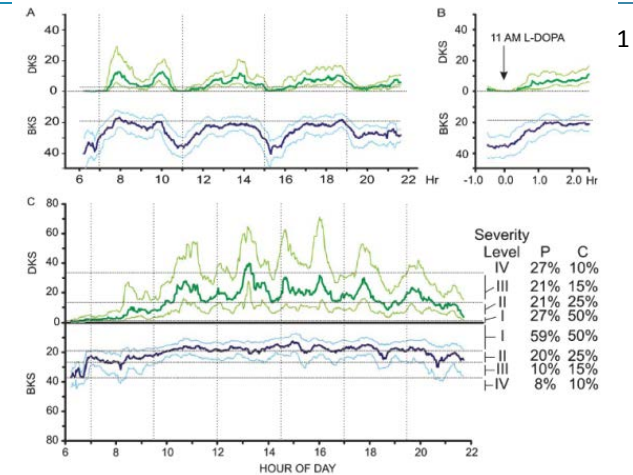 A
B
1
11 AM L-DOPA
DKS
40
20
0
BKS
20
40
6 8 10 12 14 16 18 20 22 Hr
DKS
40
20
0
BKS
20
40
-1.0 0.0 1.0 2.0 Hr
C
DKS
80
60
40
20
0
BKS
20
40
60
80
6 8 10 12 14 16 18 20 22
HOUR OF DAY
Severity
Level P C
IV 27% 10%
III 21% 15%
II 21% 25%
I 27% 50%
I 59% 50%
II 20% 25%
III 10% 15%
IV 8% 10%